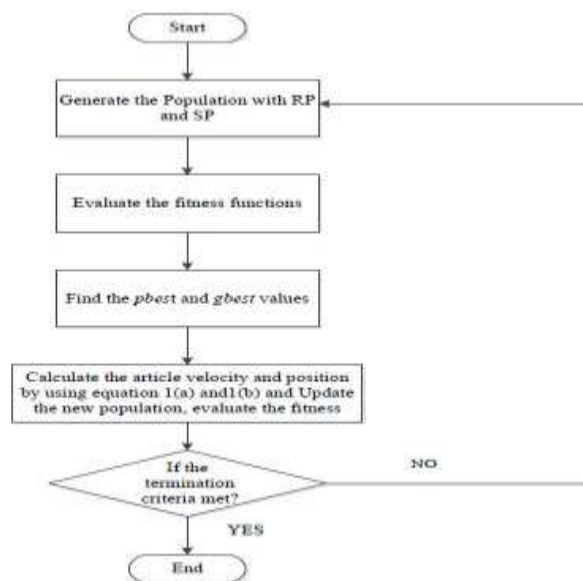 Start
Generate the Population with RP
and SP
Evaluate the fitness functions
Find the pbest and gbest values
Calculate the article velocity and position
by using equation 1(a) and1(b) and Update
the new population, evaluate the fitness
If the
termination
criteria met?
NO
YES
End